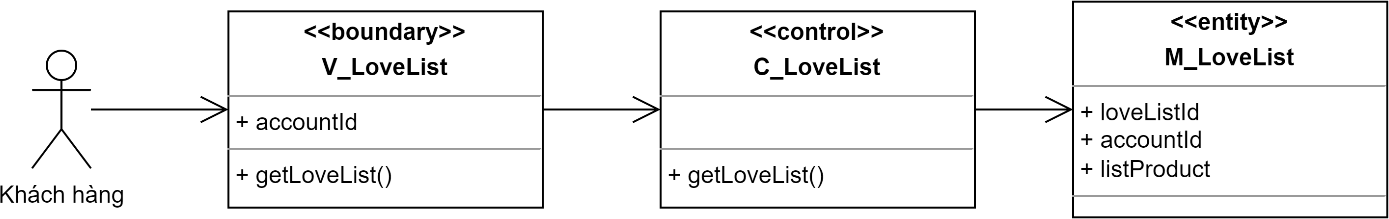 Khách hàng
<<boundary>>
V_LoveList
+ accountId
+ getLoveList()
<<control>>
C_LoveList
+ getLoveList()
<<entity>>
M_LoveList
+ loveListId
+ accountId
+ listProduct